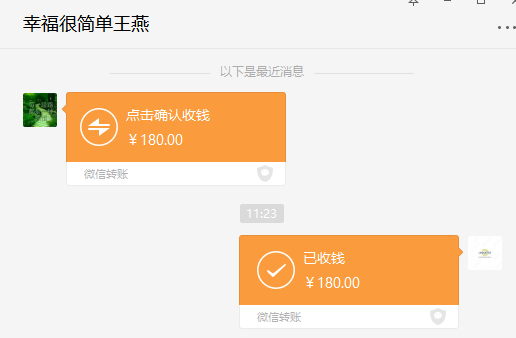 幸福很简单王燕
以下是最近消息
点击确认收钱
￥180.00
微信转账
11:23
已收钱
￥180.00
微信转账